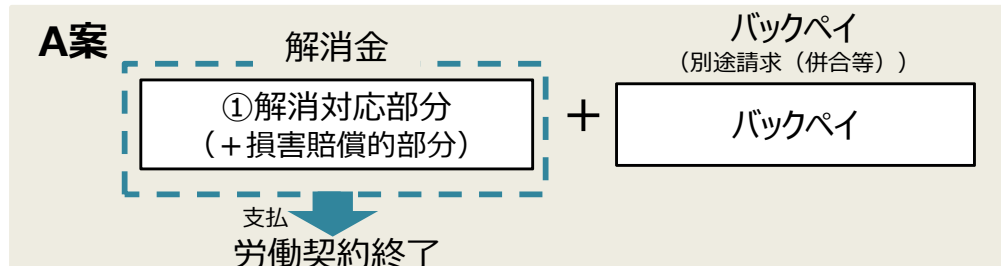 A案
解消金
①解消対応部分
（＋損害賠償的部分）
＋
バックペイ
（別途請求（併合等））
バックペイ
支払
労働契約終了